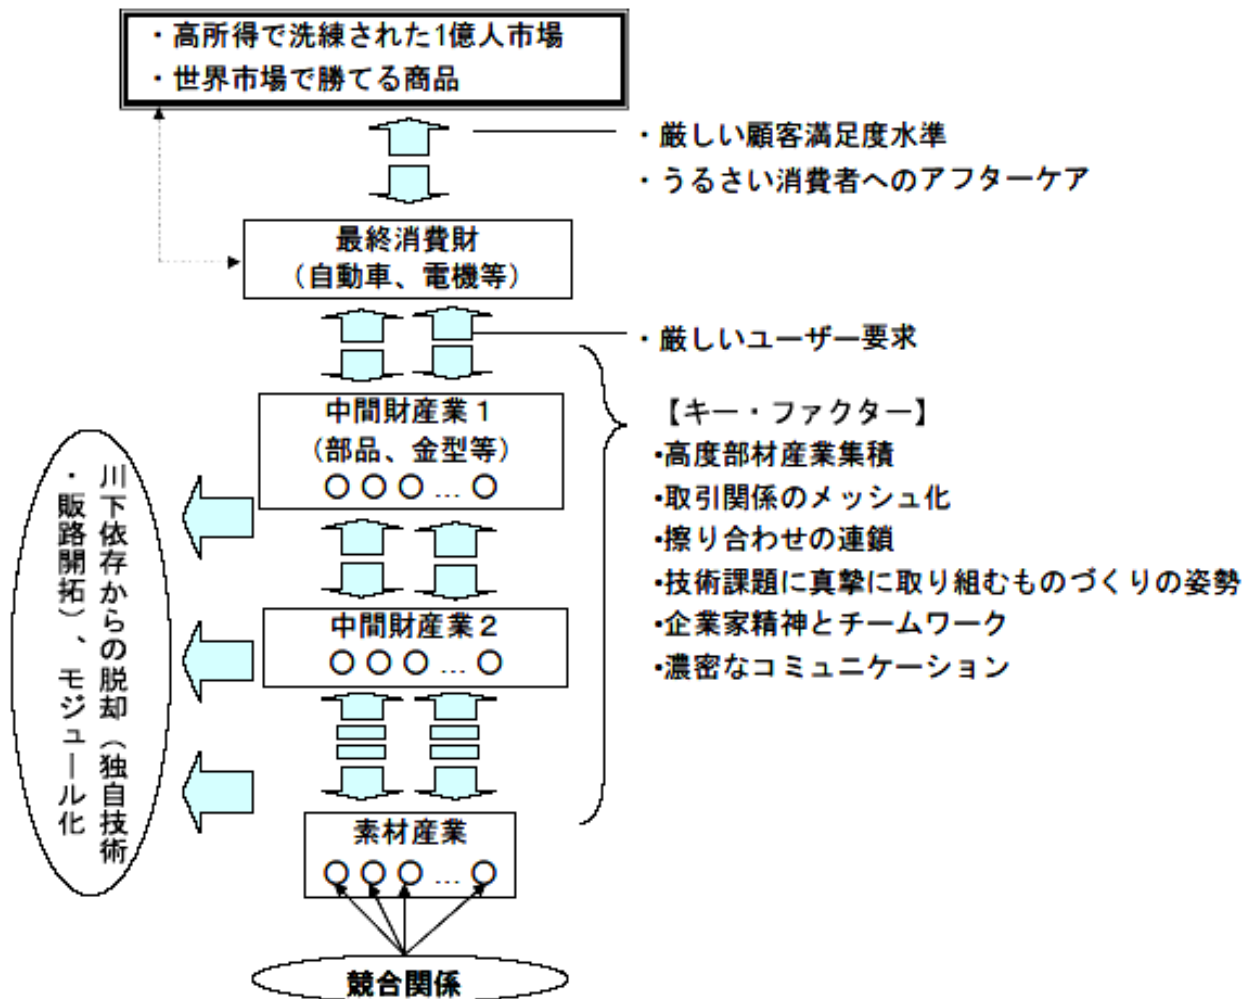 ・高所得で洗練された1億人市場
・世界市場で勝てる商品
・厳しい顧客満足度水準
・うるさい消費者へのアフターケア
最終消費財
（自動車、電機等）
・厳しいユーザー要求
中間財産業１
（部品、金型等）
〇〇〇…〇
【キー・ファクター】
・高度部材産業集積
・取引関係のメッシュ化
・擦り合わせの連鎖
・技術課題に真摯に取り組むものづくりの姿勢
・企業家精神とチームワーク
・濃密なコミュニケーション
川下依存からの脱却（独自技術
・販路開拓）、モジュール化
中間財産業２
〇〇〇…〇
素材産業
〇〇〇…〇
競合関係